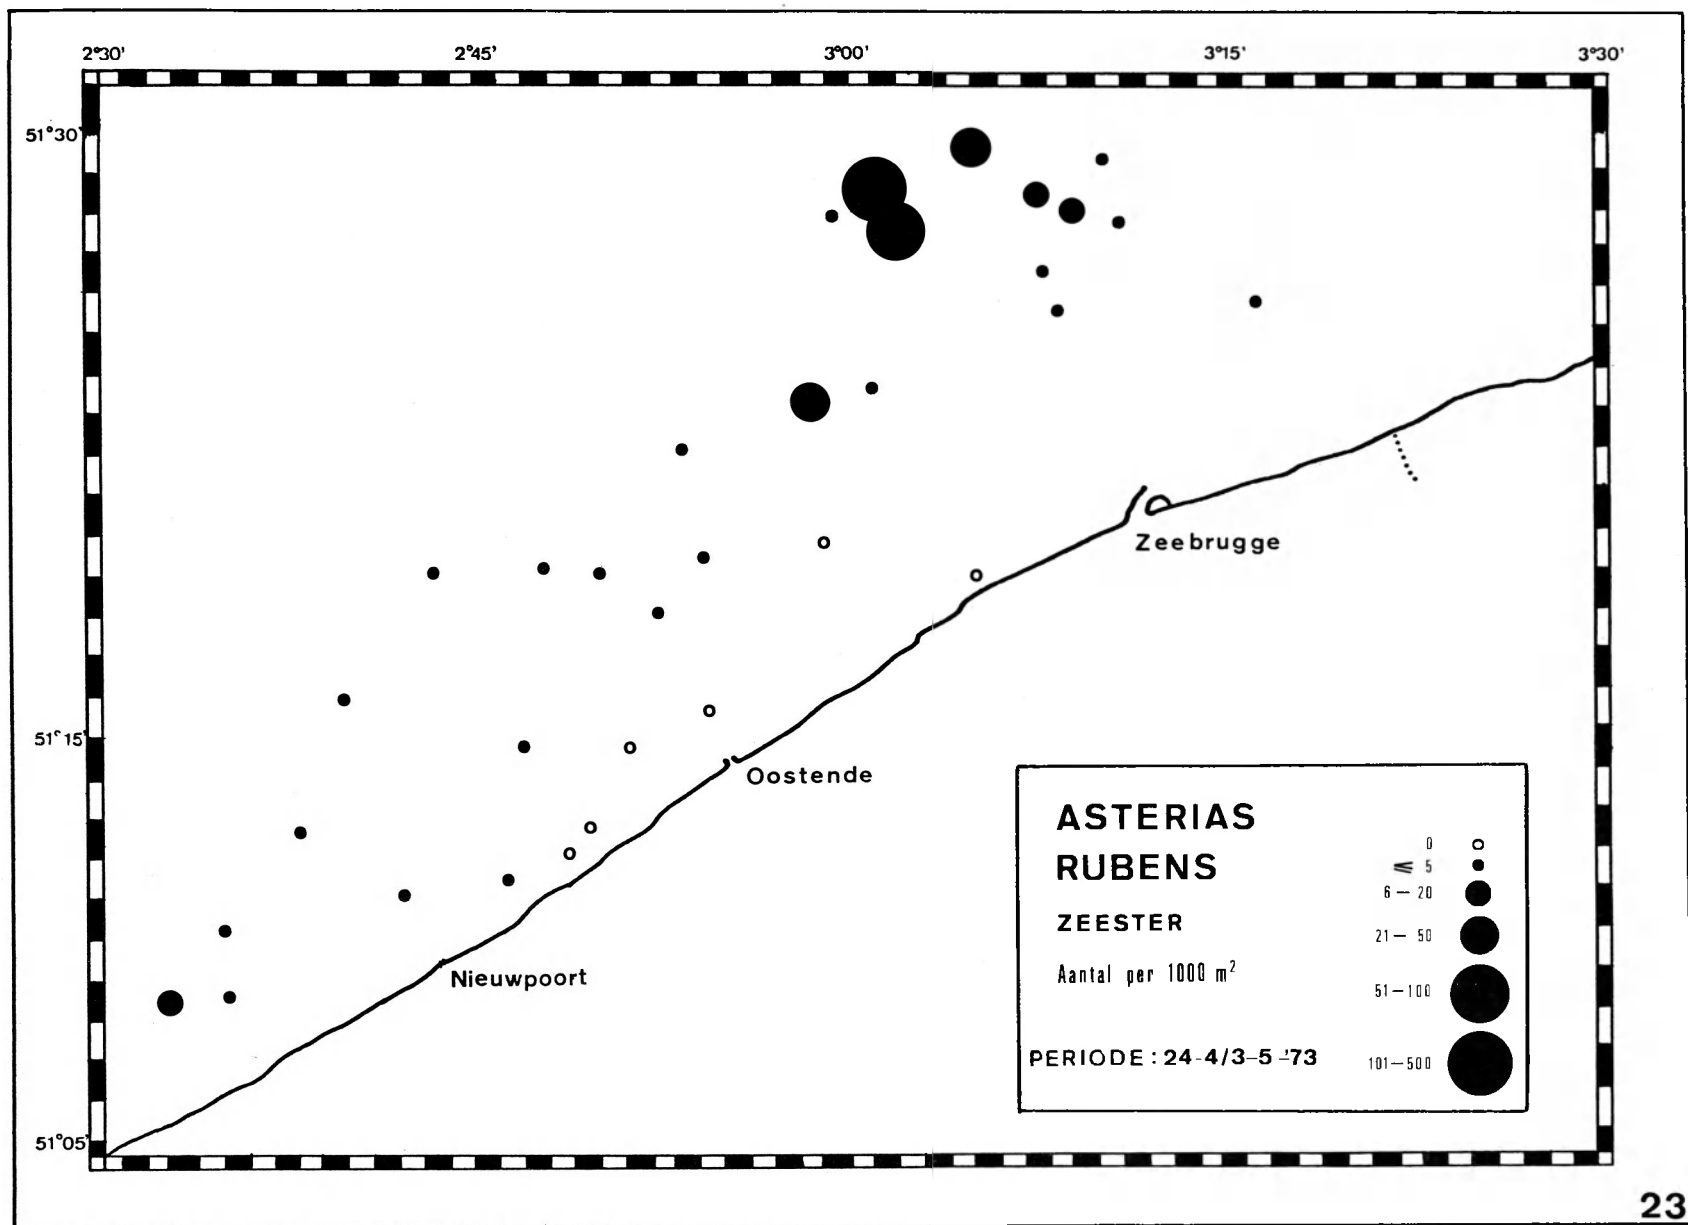 2°30' 2°45' 3°00' 3°15' 3°30'
51°30'
Zeebrugge
51°15'
Oostende
ASTERIAS
RUBENS
ZEESTER
Aantal per 1000 m²
PERIODE : 24-4/3-5-'73
0
≤ 5
6 — 20
21 — 50
51 — 100
101 — 500
Nieuwpoort
51°05'
23